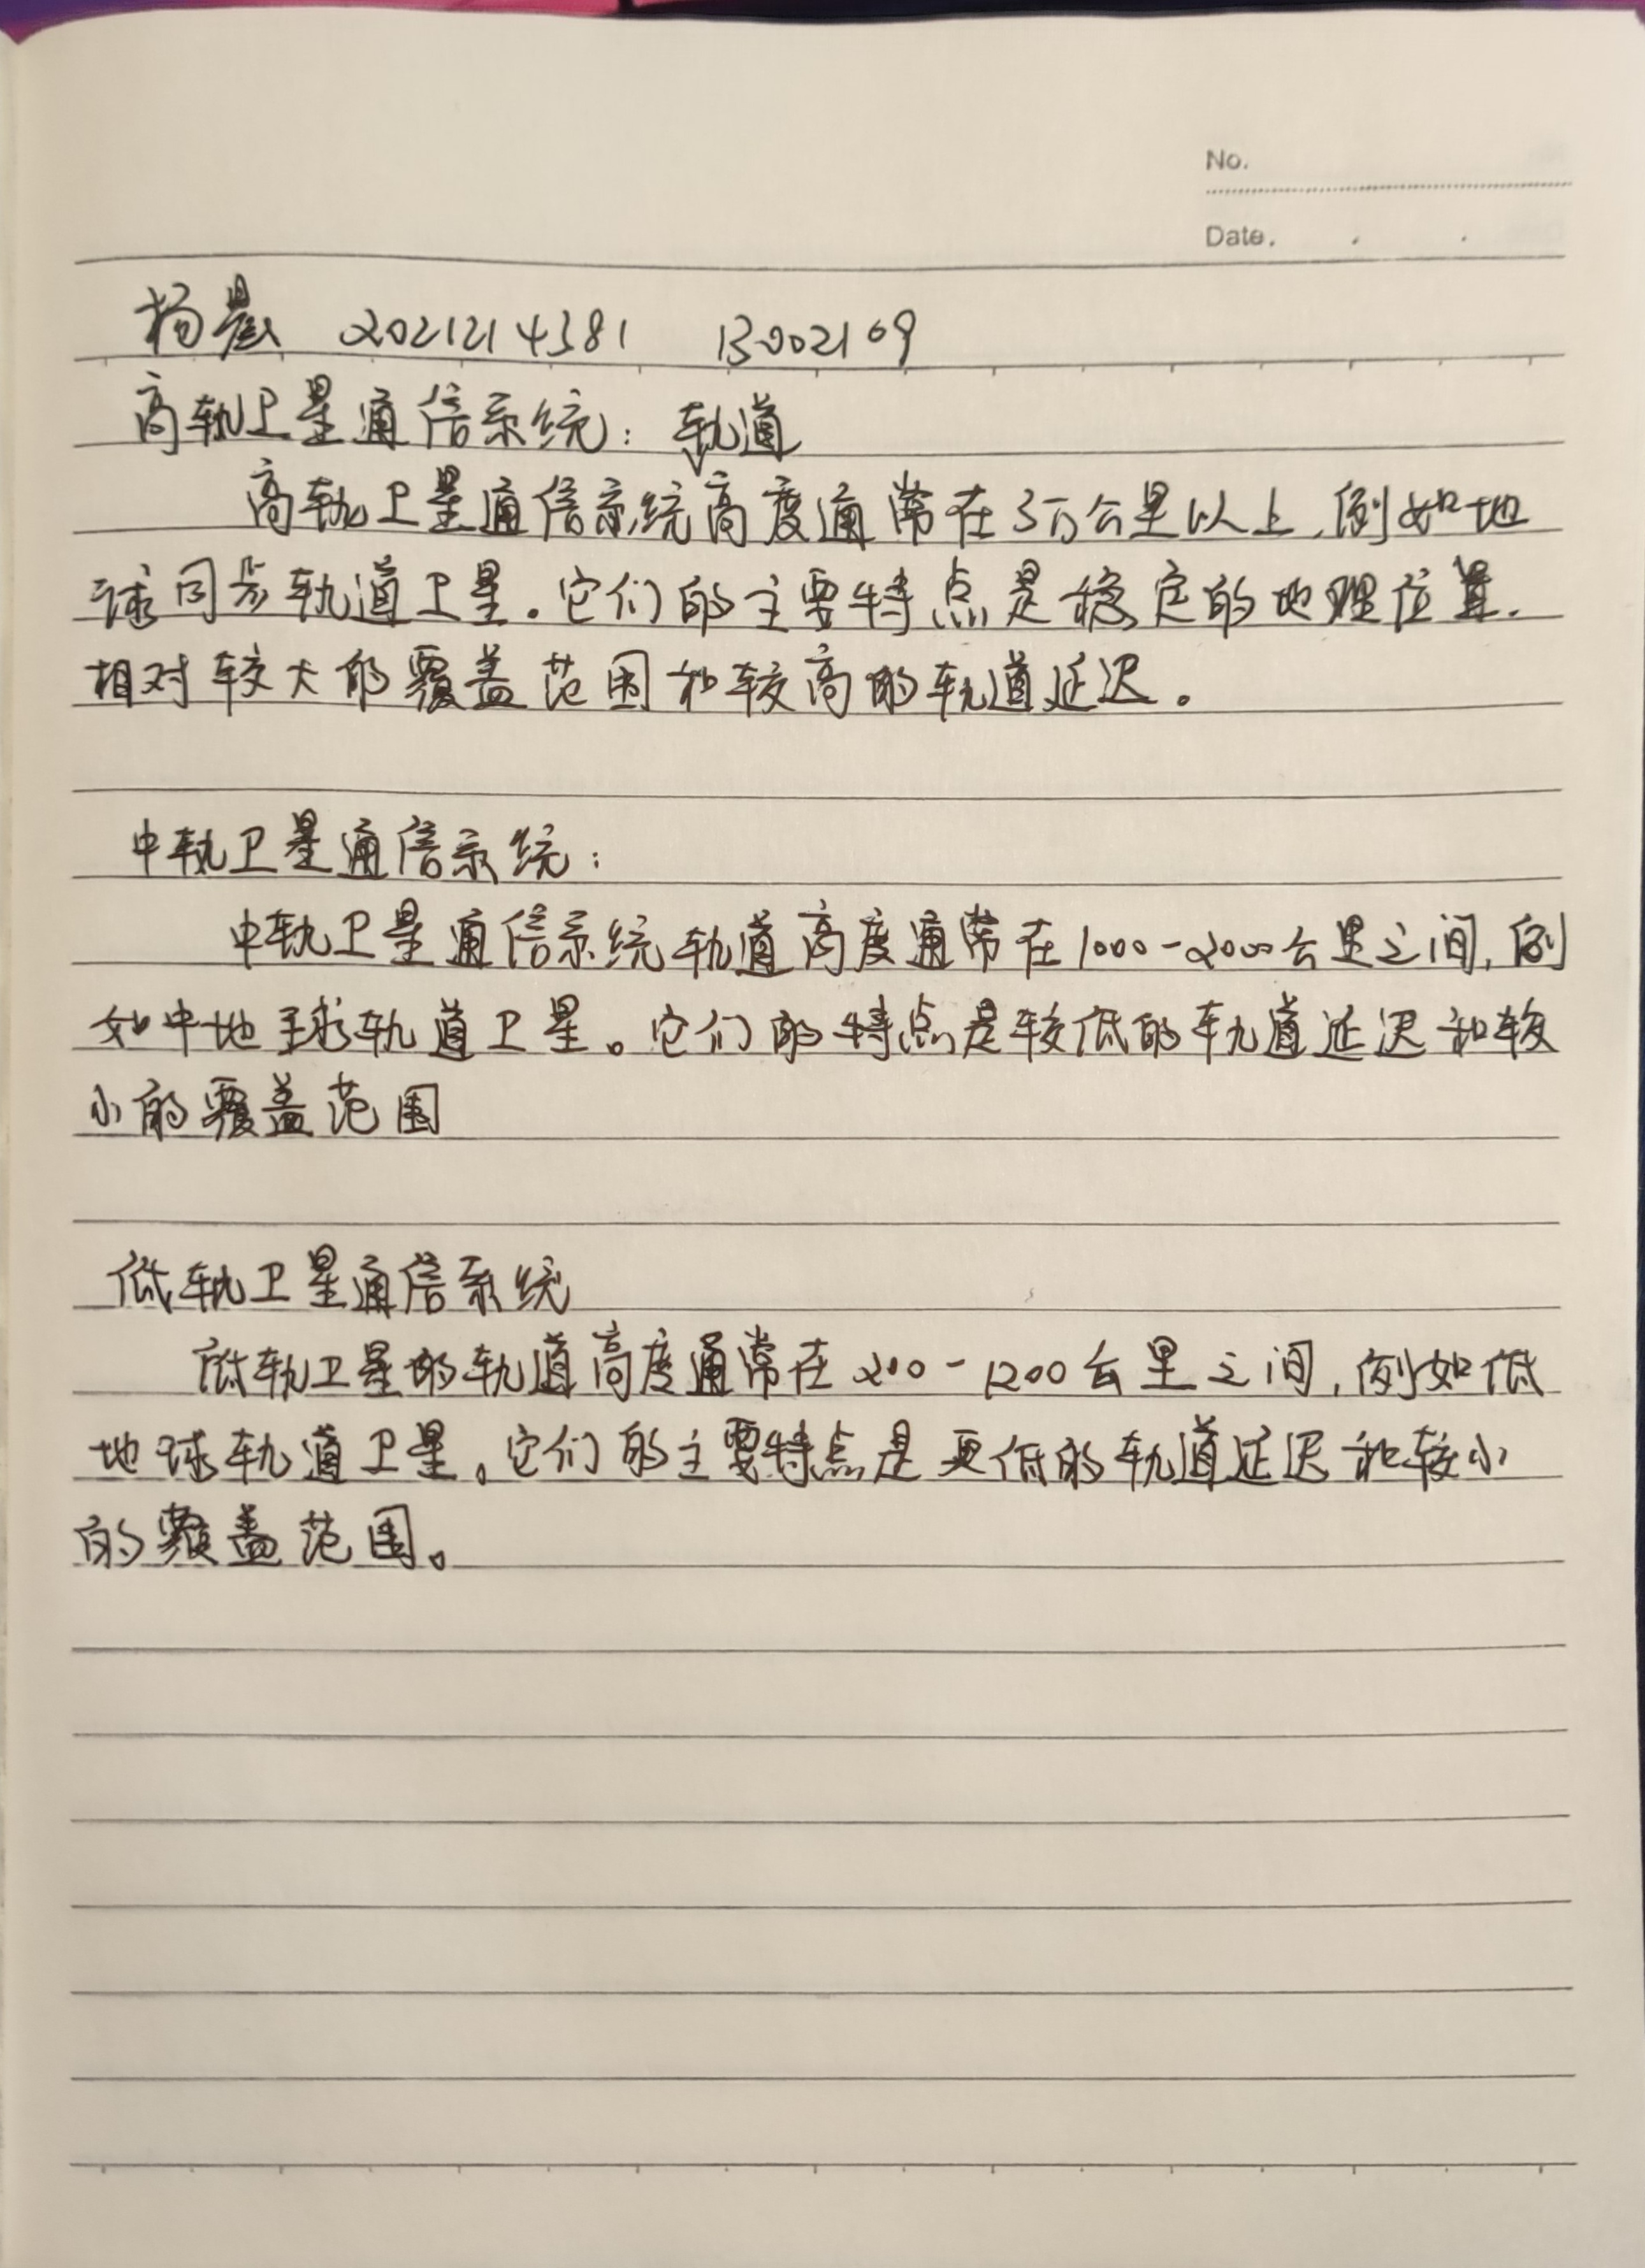 No.
Date.
杨晨 2021214381 13002109
高轨卫星通信系统: 轨道
高轨卫星通信系统高度通常在3万公里以上,例如地
球同步轨道卫星。它们的主要特点是稳定的地理位置,
相对较大的覆盖范围和较高的轨道延迟。
中轨卫星通信系统:
中轨卫星通信系统轨道高度通常在1000-2000公里之间,例
如中地球轨道卫星。它们的特点是较低的轨道延迟和较
小的覆盖范围
低轨卫星通信系统
低轨卫星的轨道高度通常在200-1200公里之间,例如低
地球轨道卫星。它们的主要特点是更低的轨道延迟和较小
的覆盖范围。